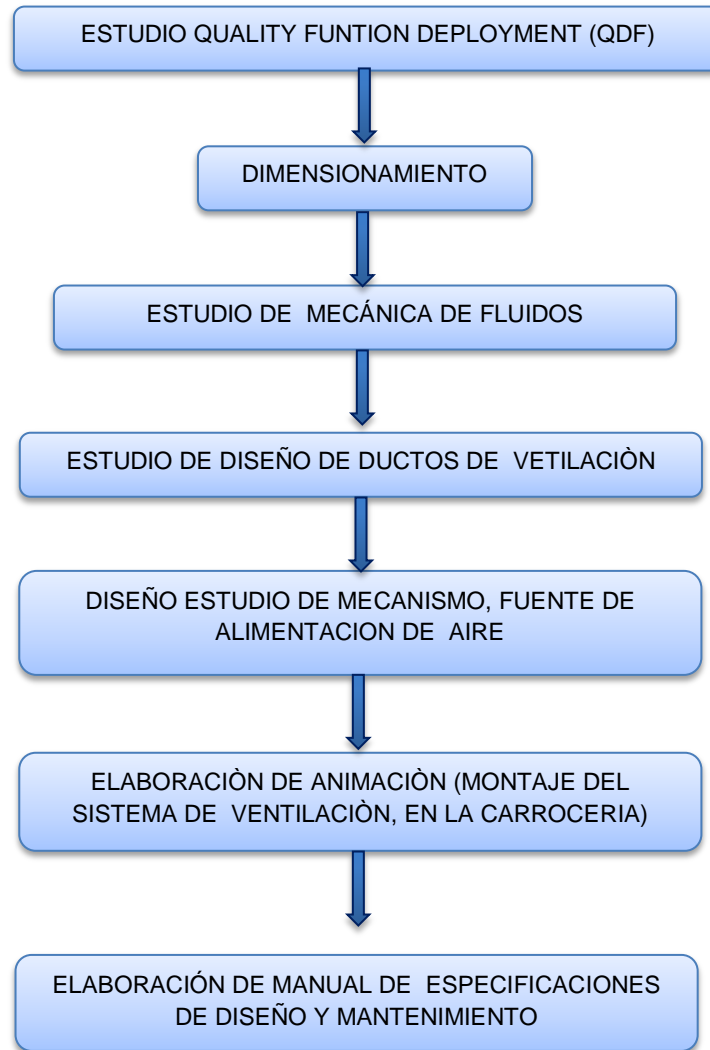 ESTUDIO QUALITY FUNTION DEPLOYMENT (QDF)
DIMENSIONAMIENTO
ESTUDIO DE MECÁNICA DE FLUIDOS
ESTUDIO DE DISEÑO DE DUCTOS DE VETILACIÒN
DISEÑO ESTUDIO DE MECANISMO, FUENTE DE
ALIMENTACION DE AIRE
ELABORACIÒN DE ANIMACIÒN (MONTAJE DEL
SISTEMA DE VENTILACIÒN, EN LA CARROCERIA)
ELABORACIÓN DE MANUAL DE ESPECIFICACIONES
DE DISEÑO Y MANTENIMIENTO